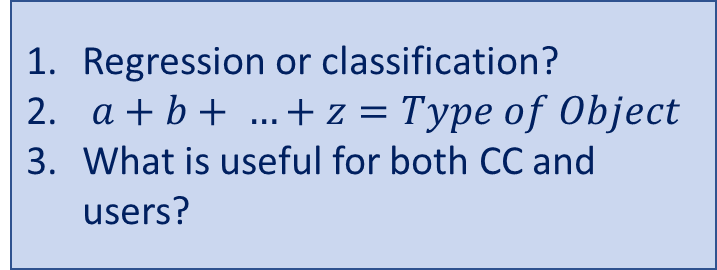 1. Regression or classification?
2. a + b + … + z = Type of Object
3. What is useful for both CC and
users?